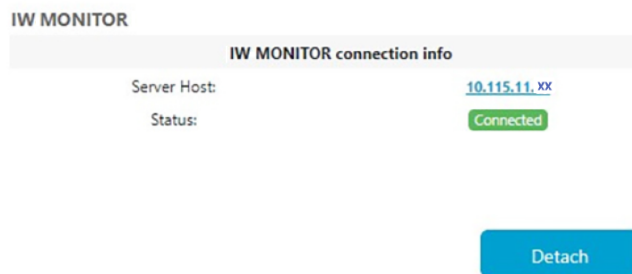 IW MONITOR
IW MONITOR connection info
Server Host: 10.115.11. XX
Status: Connected
Detach